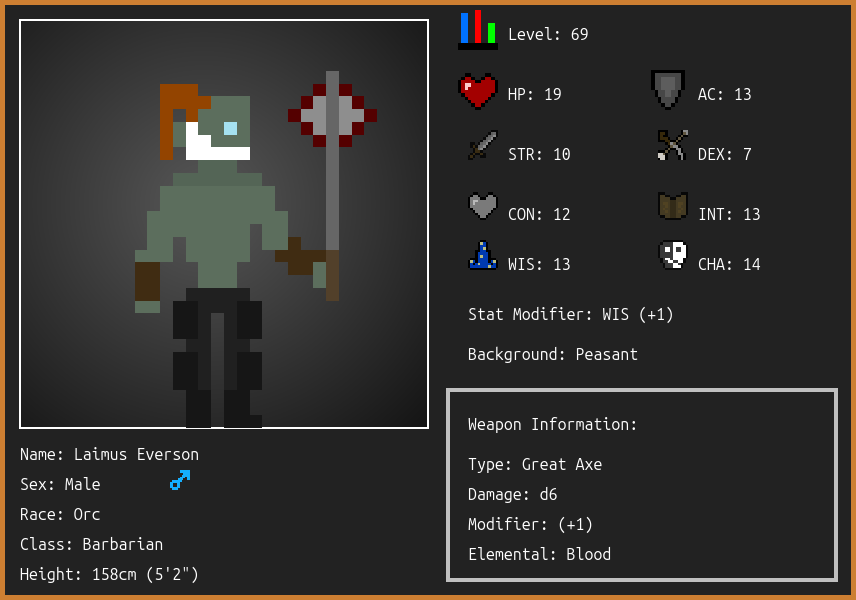 Level: 69
HP: 19
AC: 13
STR: 10
DEX: 7
CON: 12
INT: 13
WIS: 13
CHA: 14
Stat Modifier: WIS (+1)
Background: Peasant
Weapon Information:
Type: Great Axe
Damage: d6
Modifier: (+1)
Elemental: Blood
Name: Laimus Everson
Sex: Male
Race: Orc
Class: Barbarian
Height: 158cm (5'2")